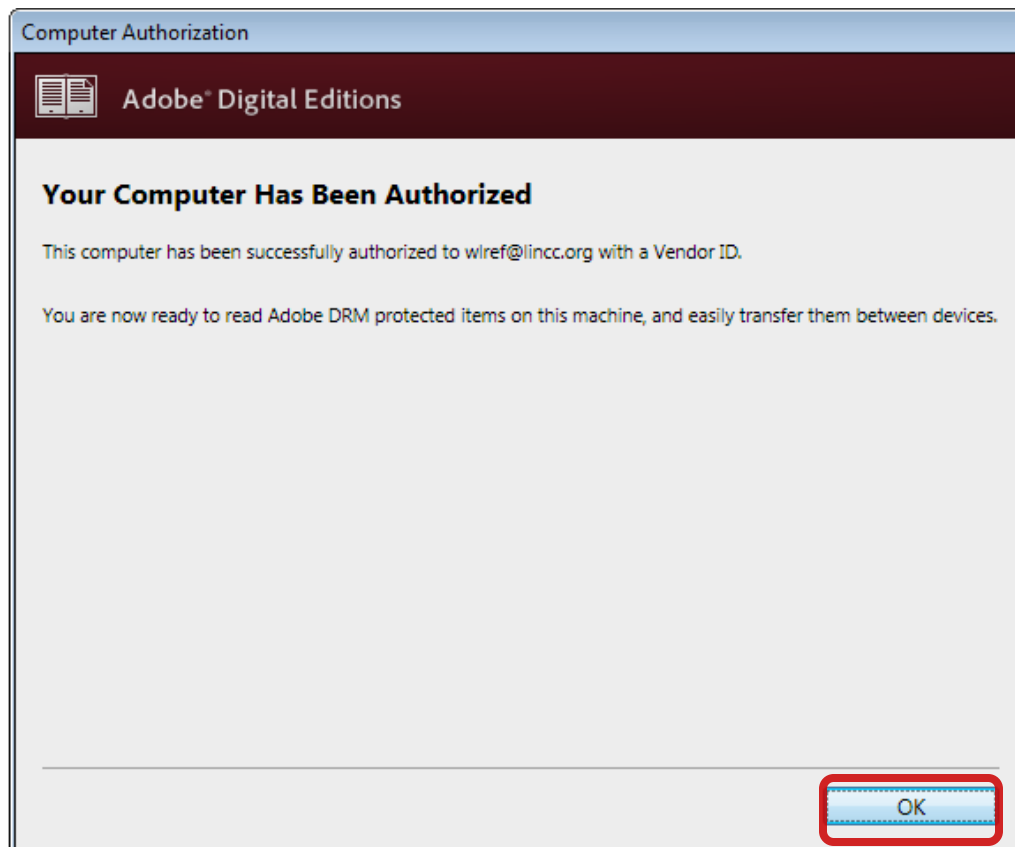 Computer Authorization
Adobe® Digital Editions
Your Computer Has Been Authorized
This computer has been successfully authorized to wlref@lincc.org with a Vendor ID.
You are now ready to read Adobe DRM protected items on this machine, and easily transfer them between devices.
OK